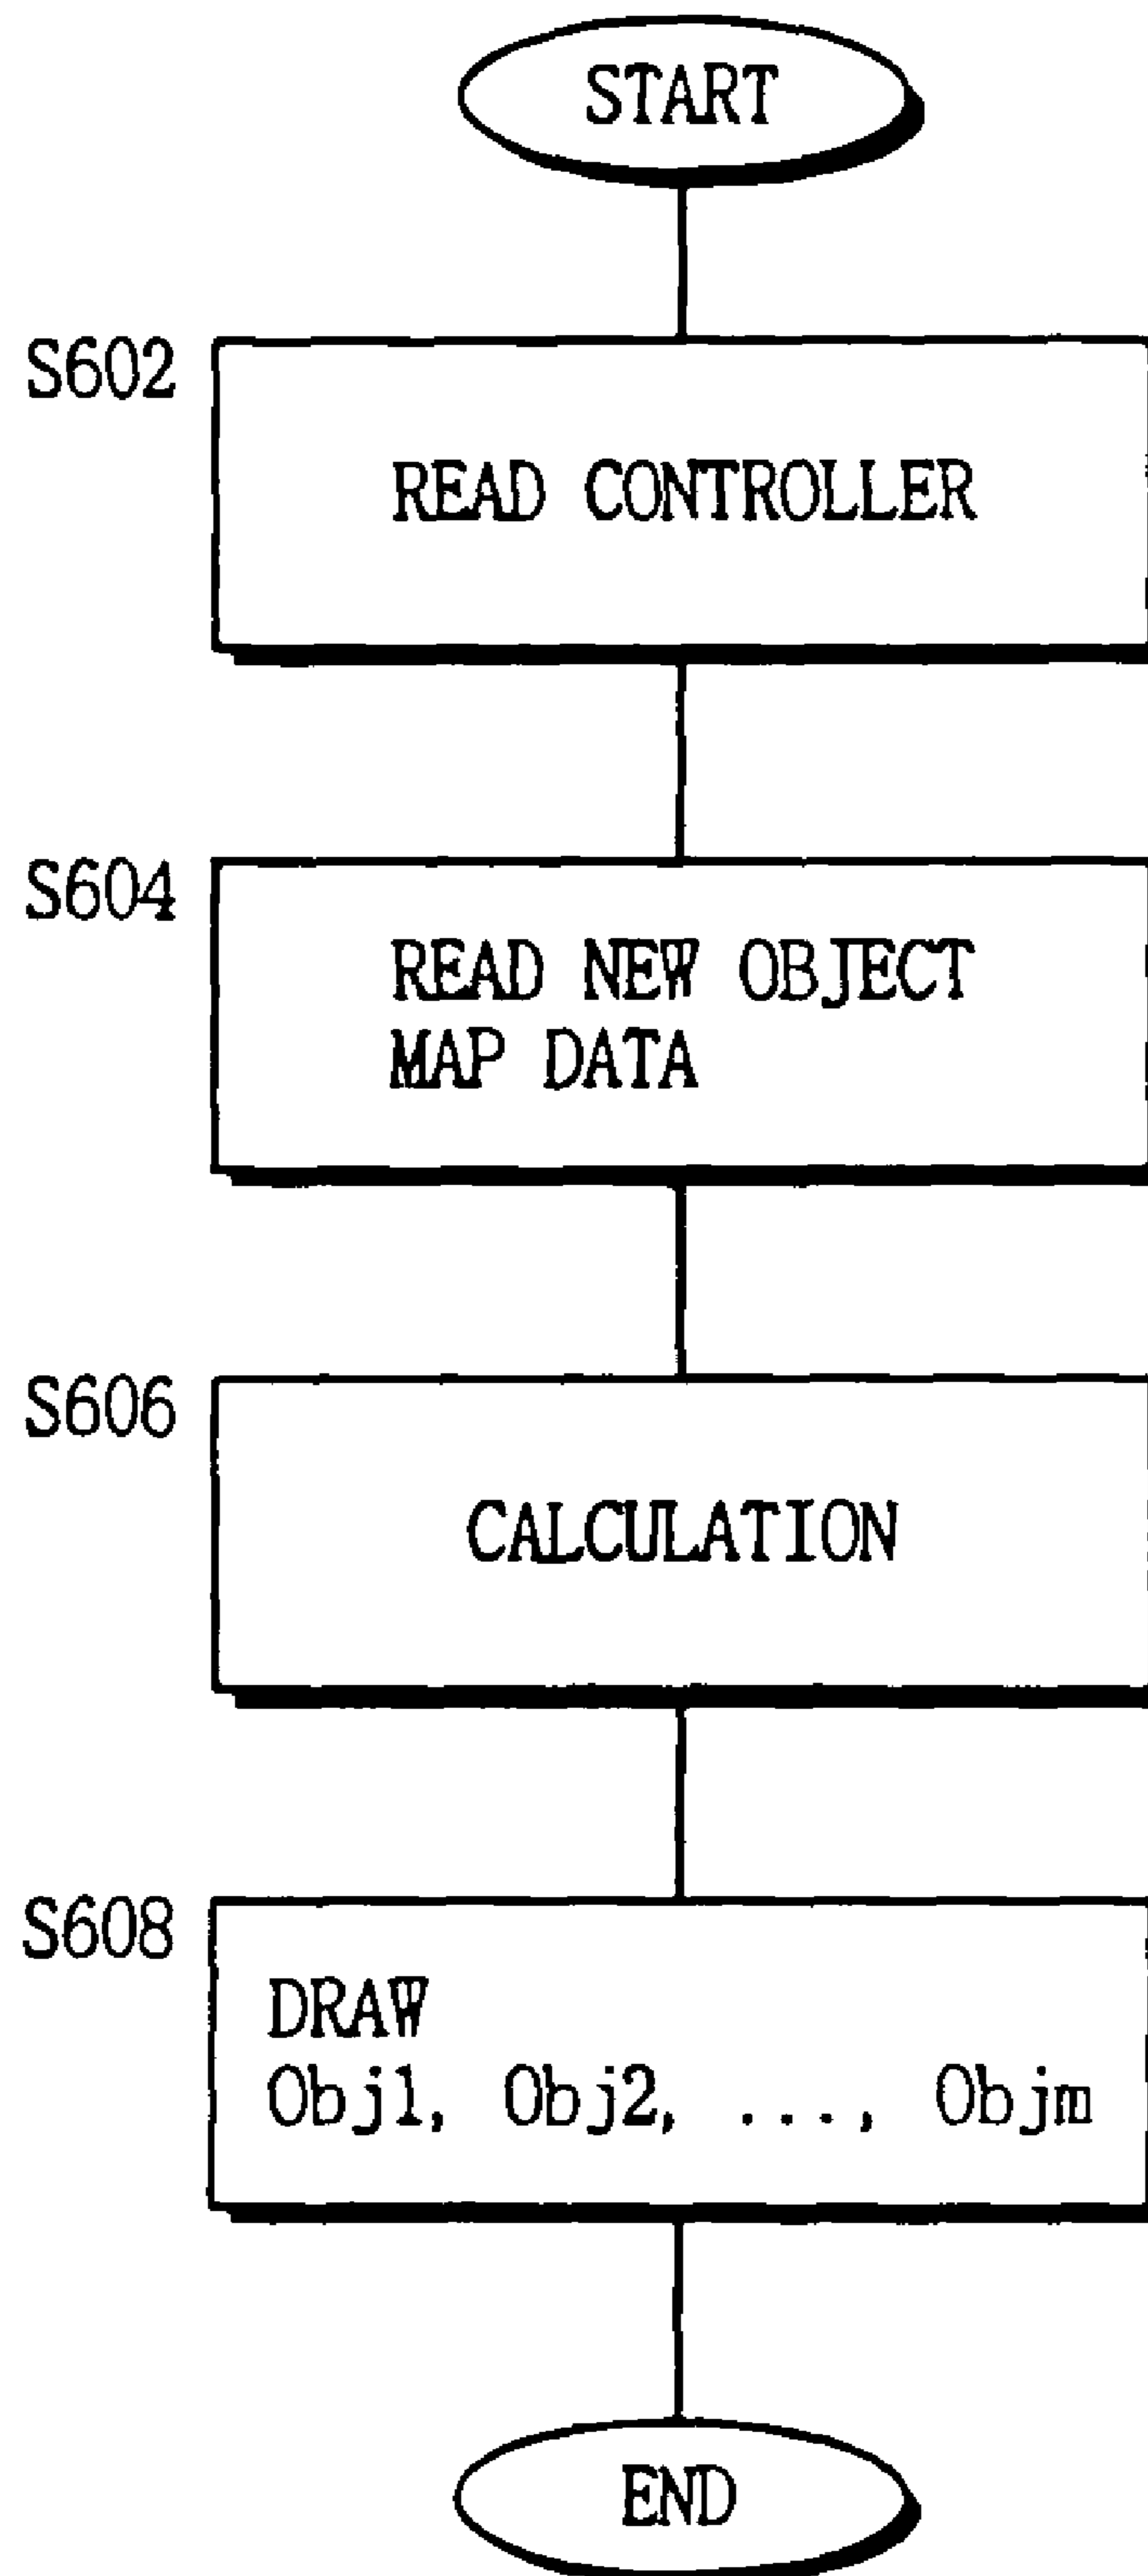 START
S602
READ CONTROLLER
S604
READ NEW OBJECT
MAP DATA
S606
CALCULATION
S608
DRAW
Obj1, Obj2, ..., Objm
END